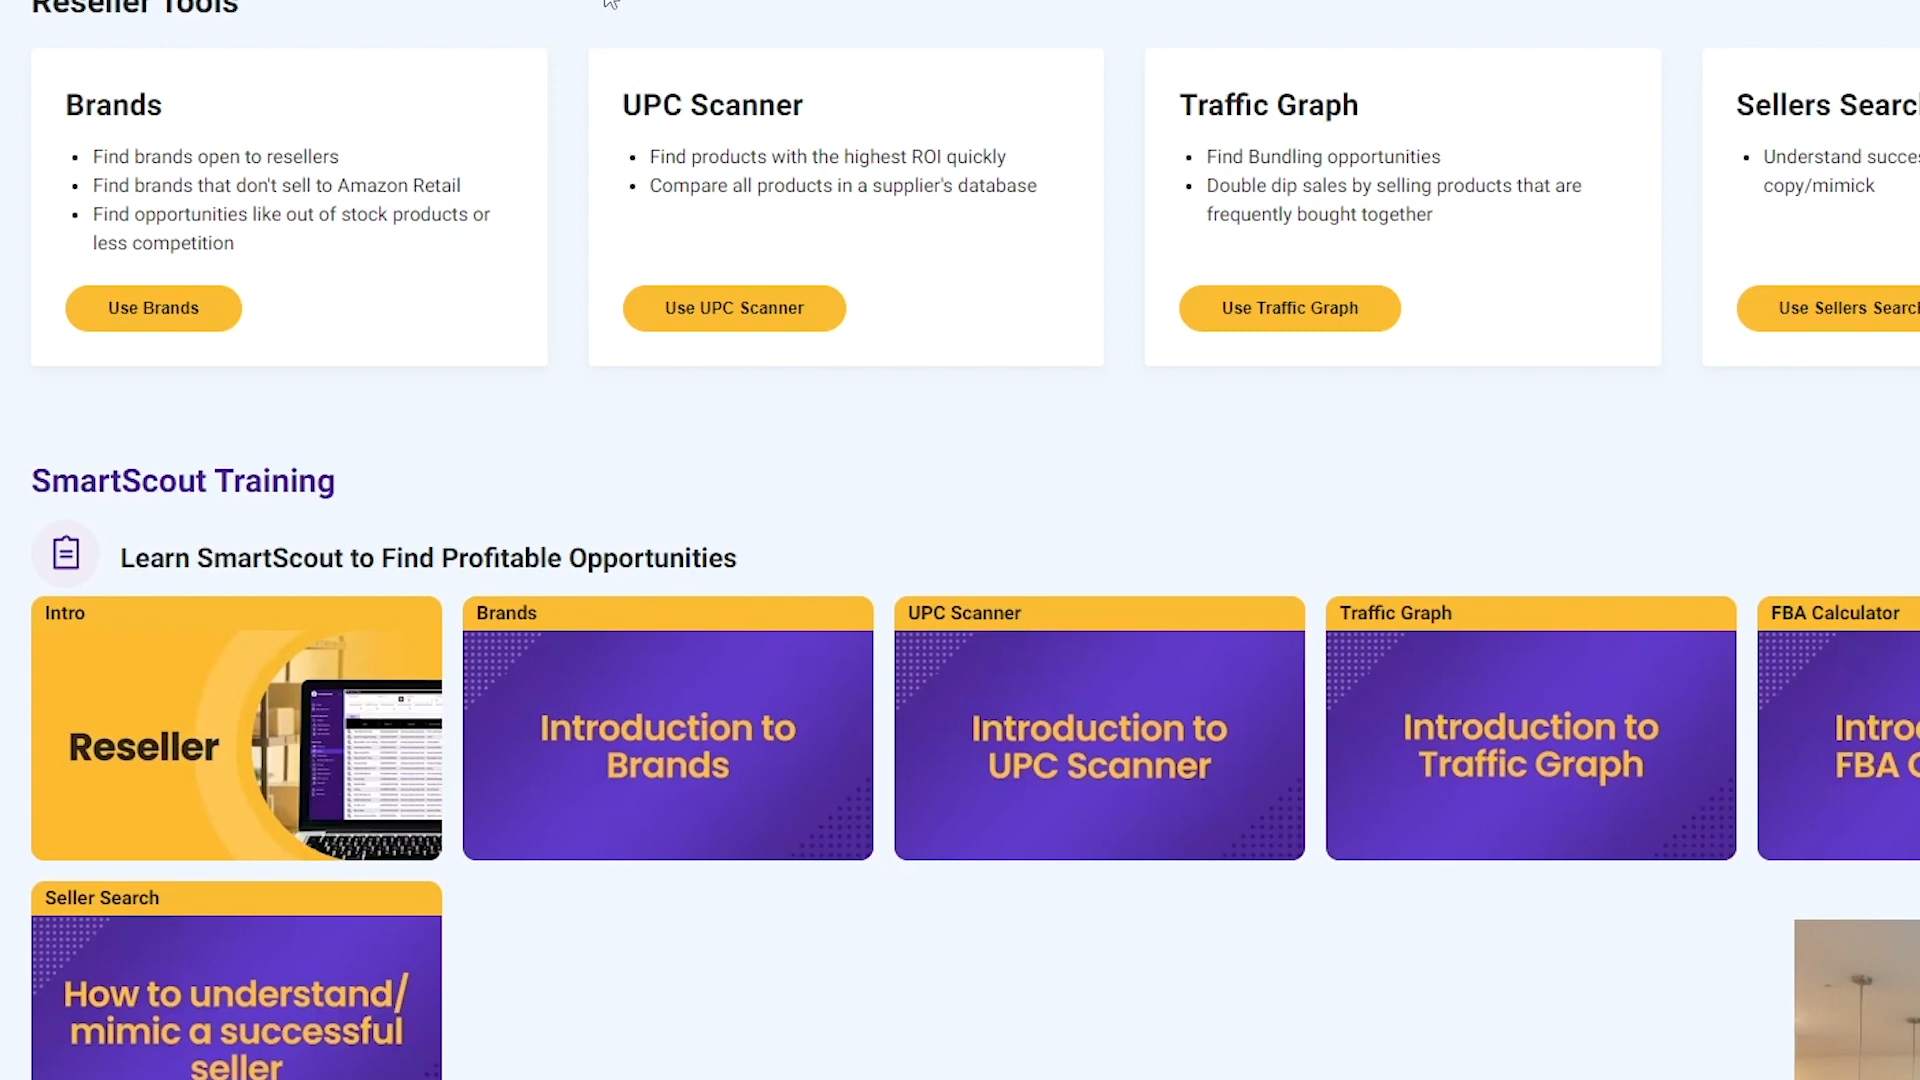 Reseller Tools
Brands
Find brands open to resellers
Find brands that don't sell to Amazon Retail
Find opportunities like out of stock products or
less competition
Use Brands
UPC Scanner
Find products with the highest ROI quickly
Compare all products in a supplier's database
Use UPC Scanner
Traffic Graph
Find Bundling opportunities
Double dip sales by selling products that are
frequently bought together
Use Traffic Graph
Sellers Search
Understand
copy/mimick
Use Sellers Search
SmartScout Training
Learn SmartScout to Find Profitable Opportunities
Intro
Reseller
Brands
Introduction to
Brands
UPC Scanner
Introduction to
UPC Scanner
Traffic Graph
Introduction to
Traffic Graph
FBA Calculator
FBA
Seller Search
How to understand/
mimic a successful
seller